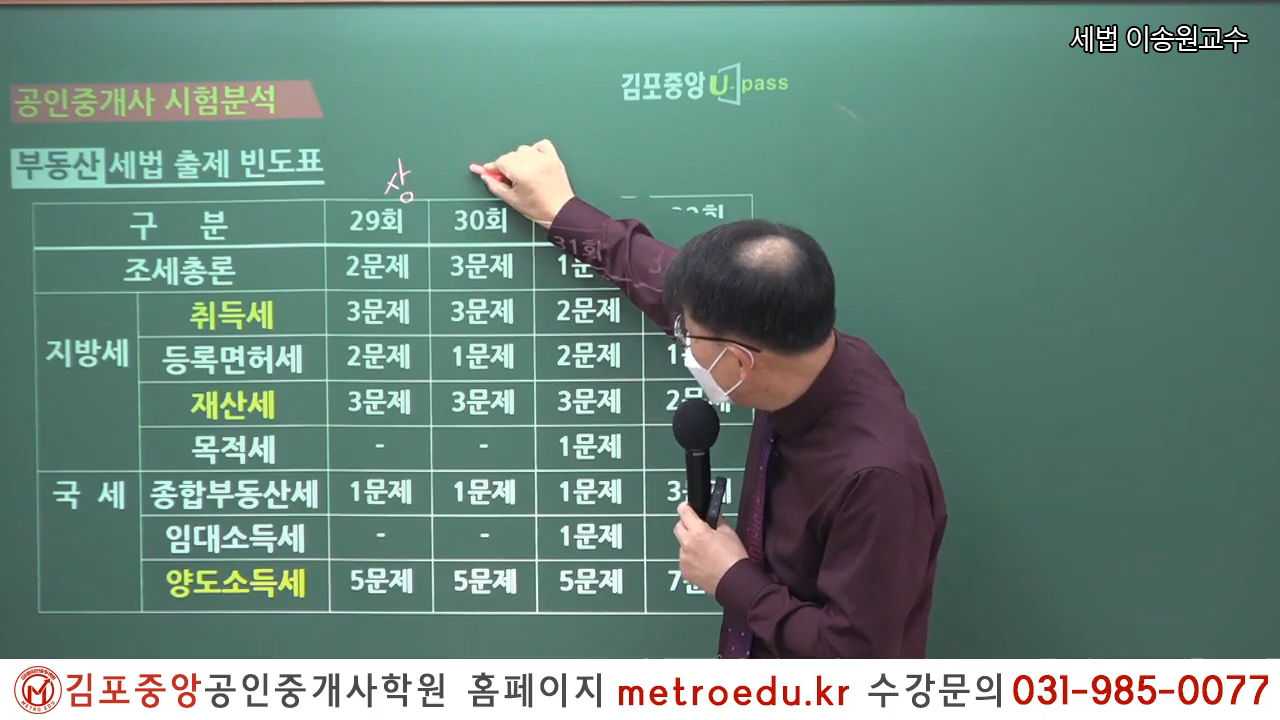 세법 이송원교수
김포중앙 U-pass
공인중개사 시험분석
부동산 세법 출제 빈도표
상
구 분 29회 30회 31회
조세총론 2문제 3문제
지방세 취득세 3문제 3문제 2문제
등록면허세 2문제 1문제 2문제
재산세 3문제 3문제 3문제
목적세 - - 1문제
국 세 종합부동산세 1문제 1문제 1문제
임대소득세 - - 1문제
양도소득세 5문제 5문제 5문제
METRO EDU
김포중앙공인중개사학원 홈페이지 metroedu.kr 수강문의 031-985-0077